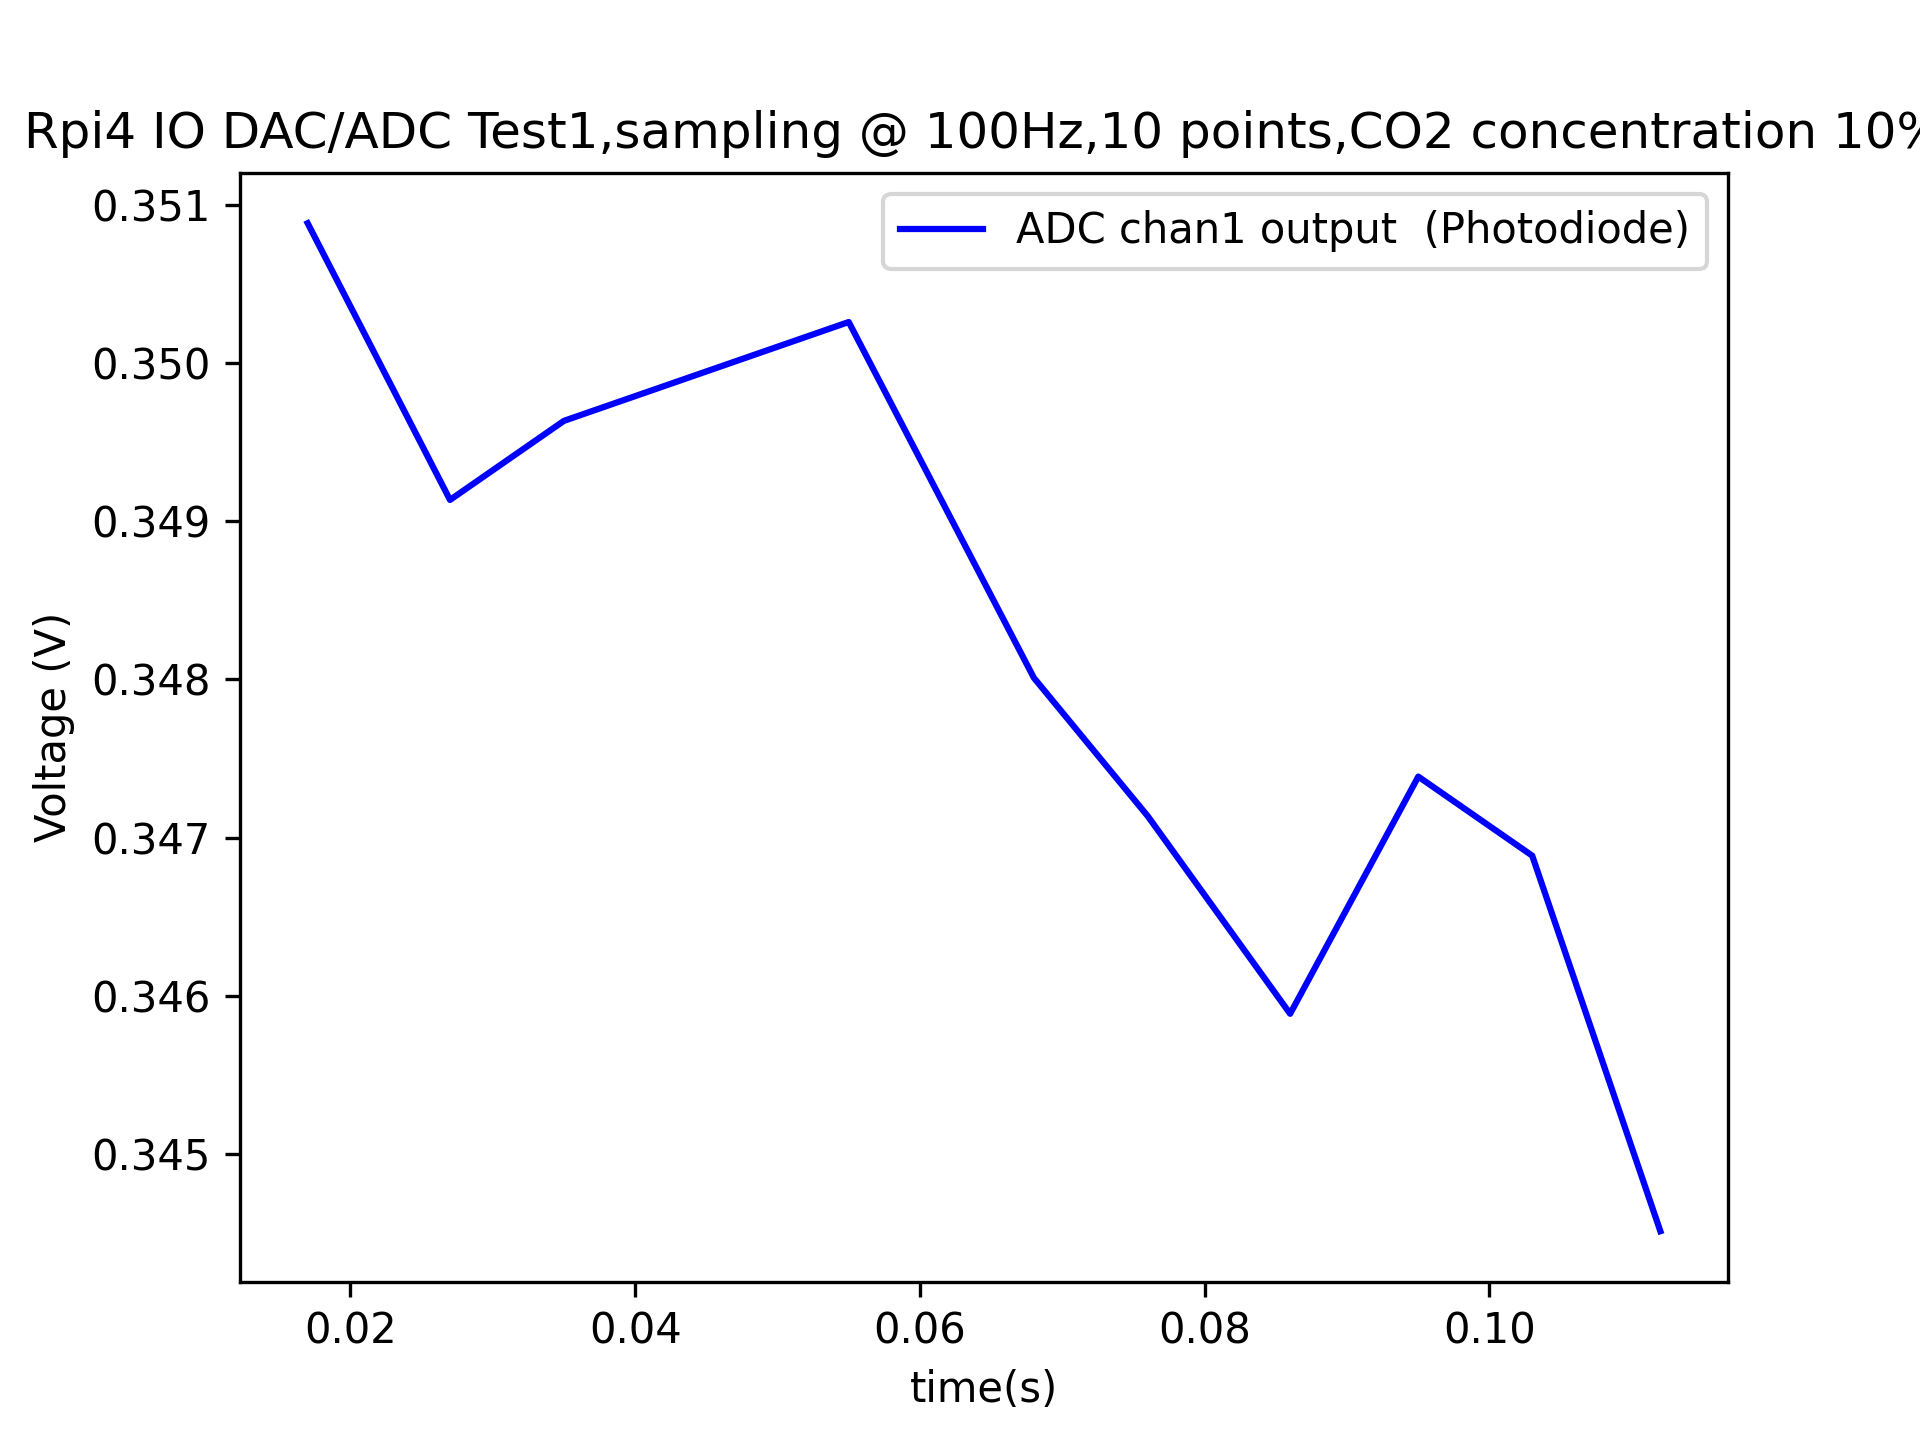 Rpi4 IO DAC/ADC Test1,sampling @ 100Hz,10 points,CO2 concentration 10%
ADC chan1 output  (Photodiode)
0.351
0.350
0.349
0.348
0.347
0.346
0.345
Voltage (V)
0.02 0.04 0.06 0.08 0.10
time(s)